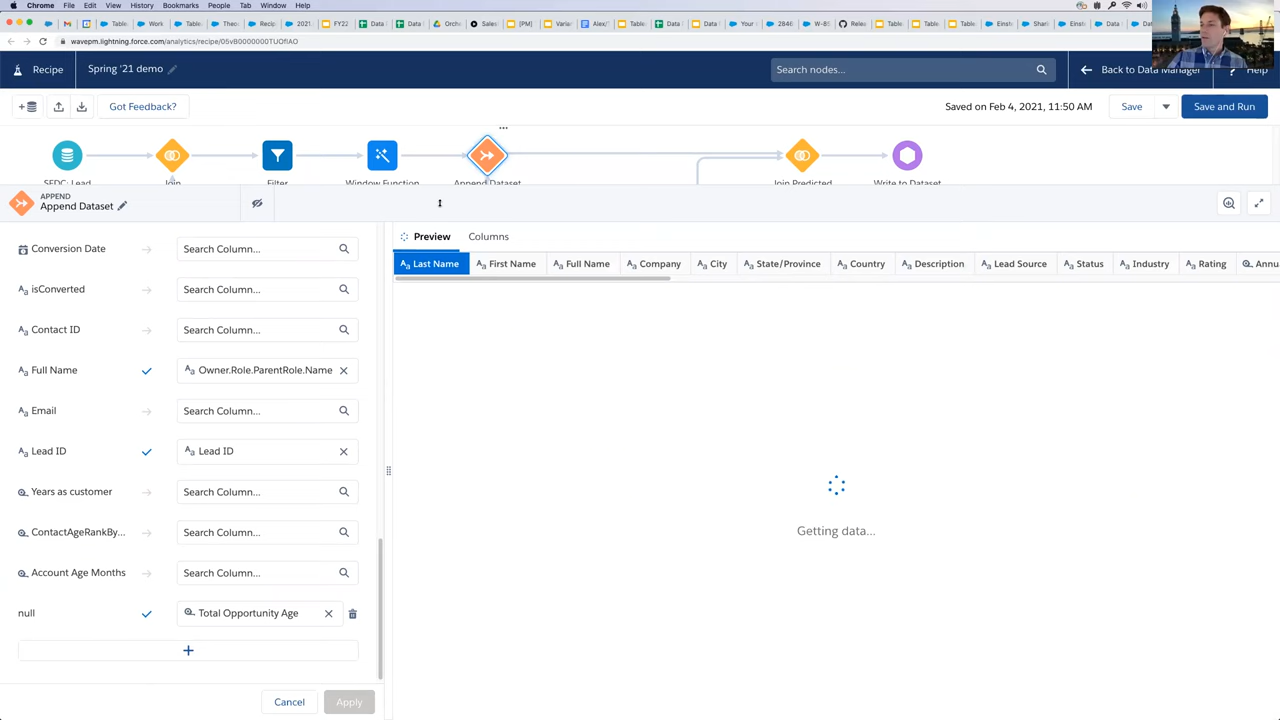 Chrome File Edit View History Bookmarks People Tab Window Help
Table Work Table Theo Recip 2021 FY22 Data Data Orche Sales [PM] Varian Alex/ Table Data Data Your 2846 W-85 Relea Table Table Table Einst Shari Einst Data
wavepm.lightning.force.com/analytics/recipe/05vB0000000TUOfIAO
Recipe Spring '21 demo Search nodes... Back to Data Manager Help
Got Feedback? Saved on Feb 4, 2021, 11:50 AM Save Save and Run
...
SFDC: Lead Join Filter Window Function Append Dataset Join Predicted Write to Dataset
APPEND
Append Dataset
Preview Columns
Conversion Date Search Column...
Last Name First Name Full Name Company City State/Province Country Description Lead Source Status Industry Rating Annu
isConverted Search Column...
Contact ID Search Column...
Full Name Owner.Role.ParentRole.Name
Email Search Column...
Lead ID Lead ID
Years as customer Search Column...
Getting data...
ContactAgeRankBy... Search Column...
Account Age Months Search Column...
null Total Opportunity Age
+
Cancel Apply